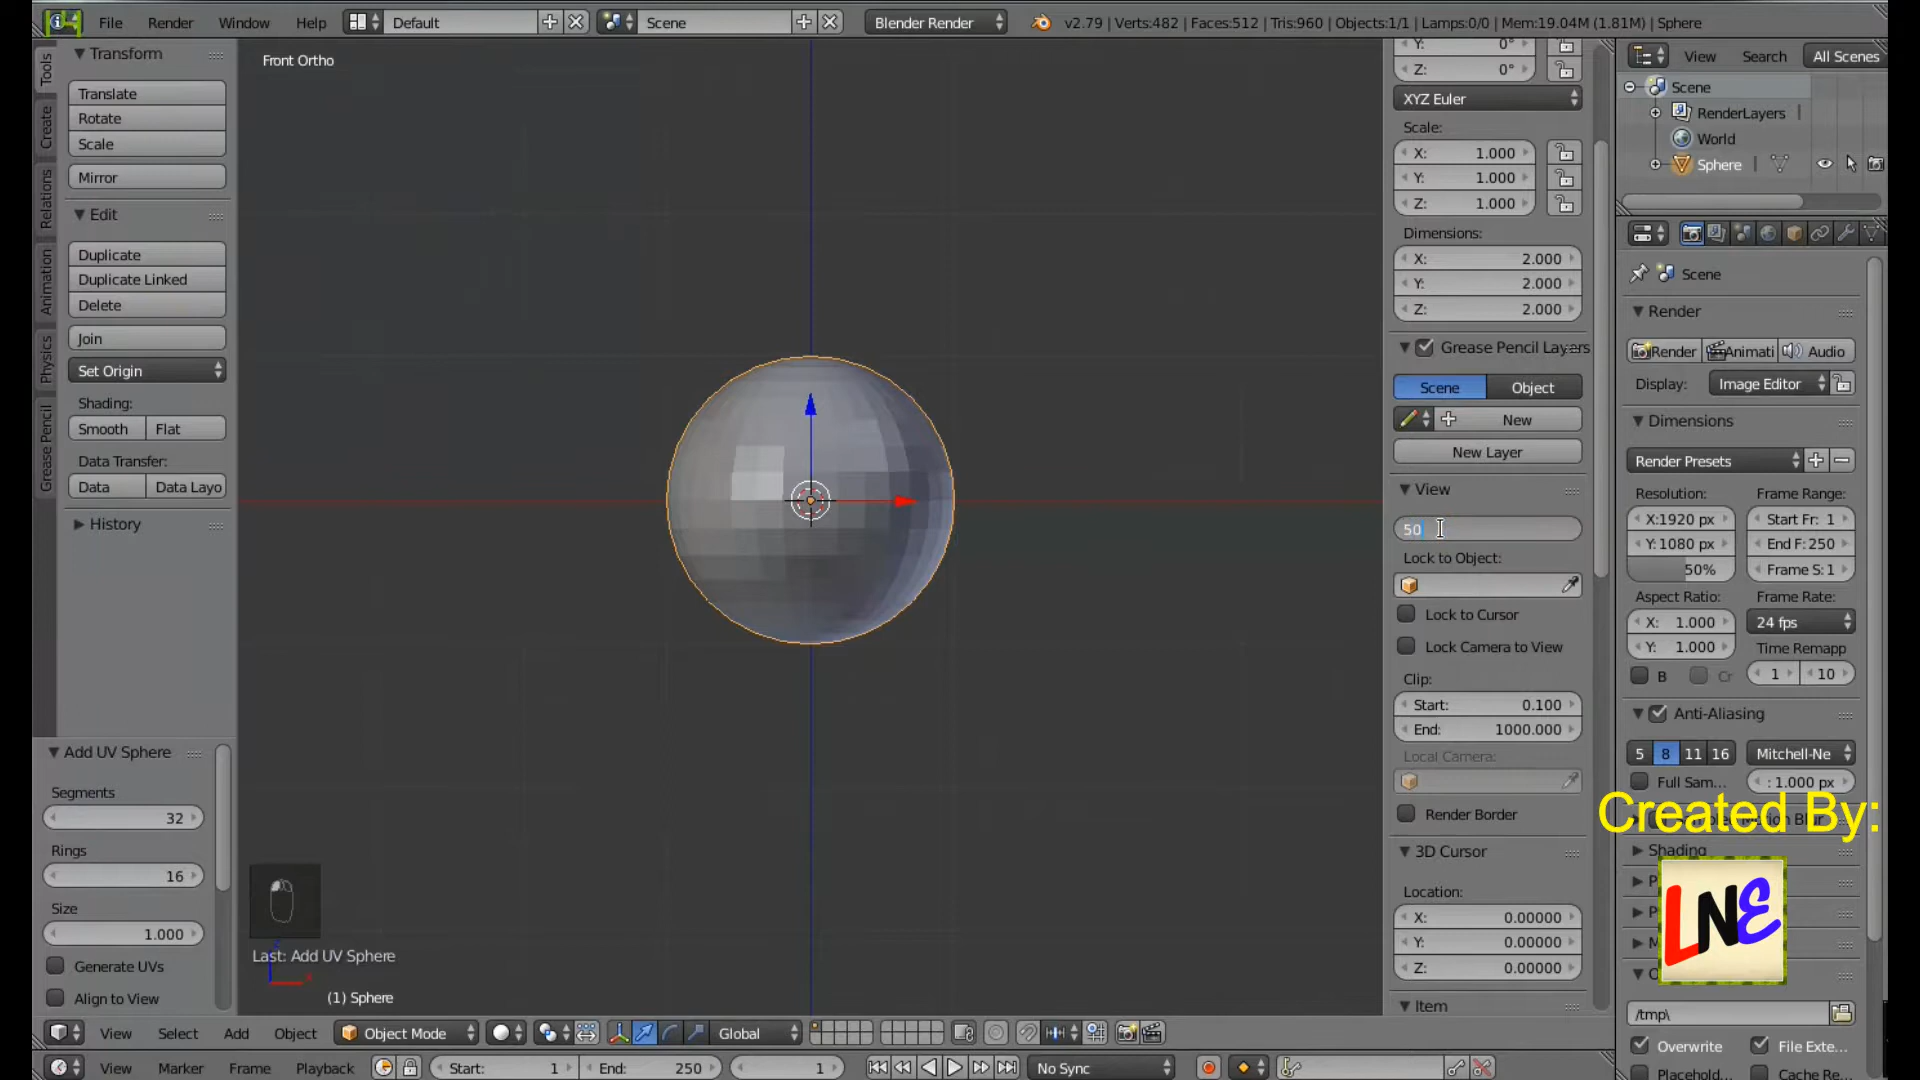 File Render Window Help Default Scene Blender Render v2.79 | Verts:482 | Faces:512 | Tris:960 | Objects:1/1 | Lamps:0/0 | Mem:19.04M (1.81M) | Sphere
Tools
Create
Relations
Animation
Physics
Grease Pencil
Transform
Translate
Rotate
Scale
Mirror
Edit
Duplicate
Duplicate Linked
Delete
Join
Set Origin
Shading:
Smooth Flat
Data Transfer:
Data Data Layo
History
Add UV Sphere
Segments
32
Rings
16
Size
1.000
Generate UVs
Align to View
Front Ortho
Last: Add UV Sphere
(1) Sphere
Y: 0°
Z: 0°
XYZ Euler
Scale:
X: 1.000
Y: 1.000
Z: 1.000
Dimensions:
X: 2.000
Y: 2.000
Z: 2.000
Grease Pencil Layers
Scene Object
New
New Layer
View
50
Lock to Object:
Lock to Cursor
Lock Camera to View
Clip:
Start: 0.100
End: 1000.000
Local Camera:
Render Border
3D Cursor
Location:
X: 0.00000
Y: 0.00000
Z: 0.00000
Item
View Search All Scenes
Scene
RenderLayers
World
Sphere
Scene
Render
Render Animati Audio
Display: Image Editor
Dimensions
Render Presets
Resolution: Frame Range:
X:1920 px Start Fr: 1
Y: 1080 px End F: 250
50% Frame S: 1
Aspect Ratio: Frame Rate:
X: 1.000 24 fps
Y: 1.000 Time Remapp
B Cr 1 10
Anti-Aliasing
5 8 11 16 Mitchell-Ne
Full Sam... : 1.000 px
Created By:
Shading
LNE
/tmp\
Overwrite File Exte...
Placehold... Cache Re...
View Select Add Object Object Mode Global
View Marker Frame Playback Start: 1 End: 250 1 No Sync